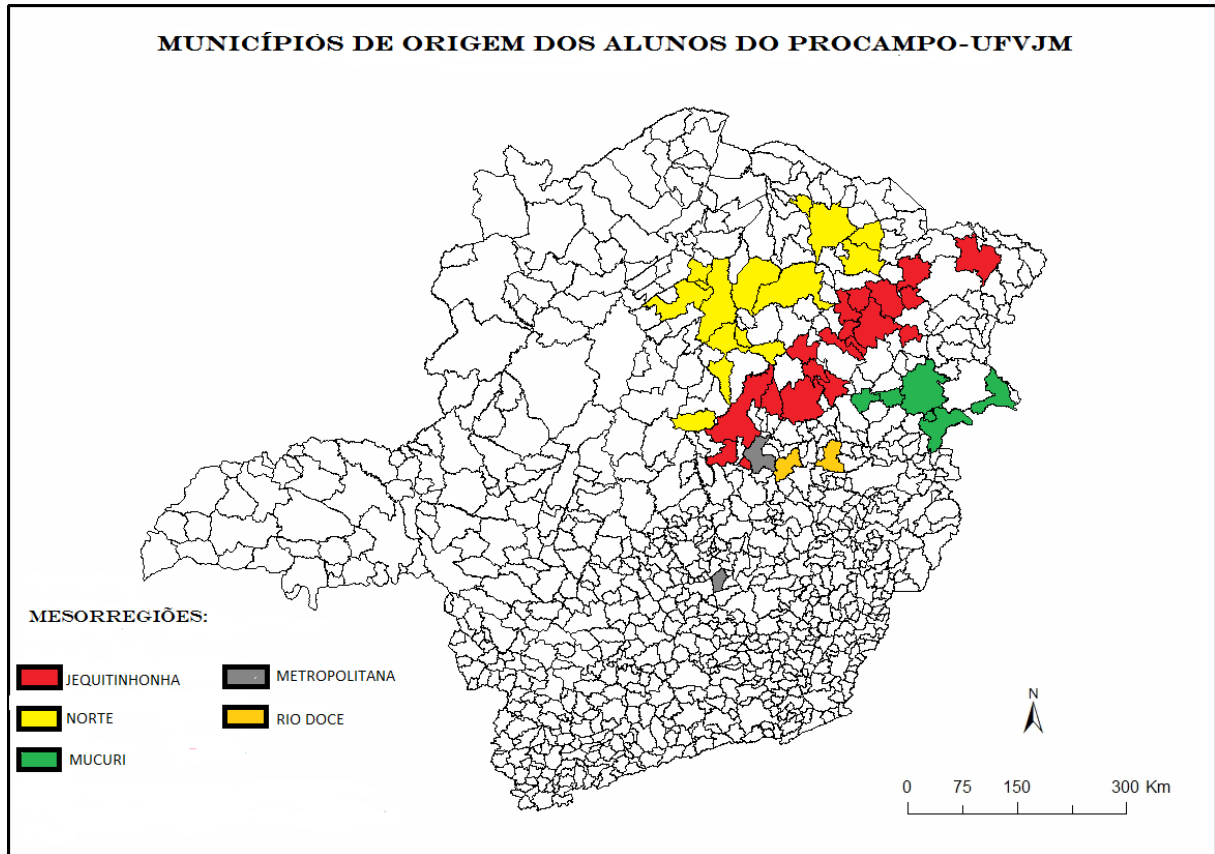 MUNICÍPIOS DE ORIGEM DOS ALUNOS DO PROCAMPO-UFVJM
MESORREGIÕES:
JEQUITINHONHA
METROPOLITANA
NORTE
RIO DOCE
MUCURI
N
0 75 150 300 Km